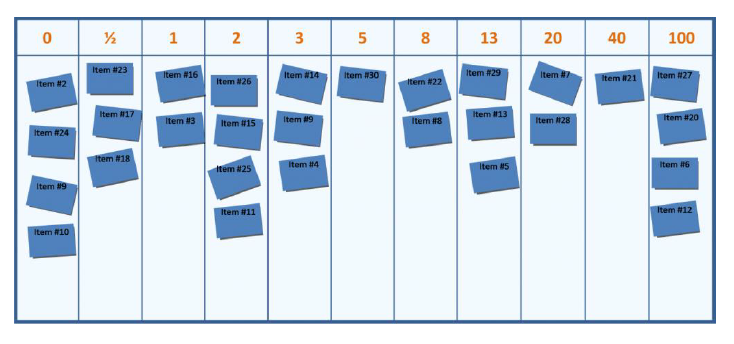 0 ½ 1 2 3 5 8 13 20 40 100
Item #2
Item #24
Item #9
Item #10
Item #23
Item #17
Item #18
Item #16
Item #3
Item #26
Item #15
Item #25
Item #11
Item #14
Item #9
Item #4
Item #30
Item #22
Item #8
Item #29
Item #13
Item #5
Item #7
Item #28
Item #21
Item #27
Item #20
Item #6
Item #12